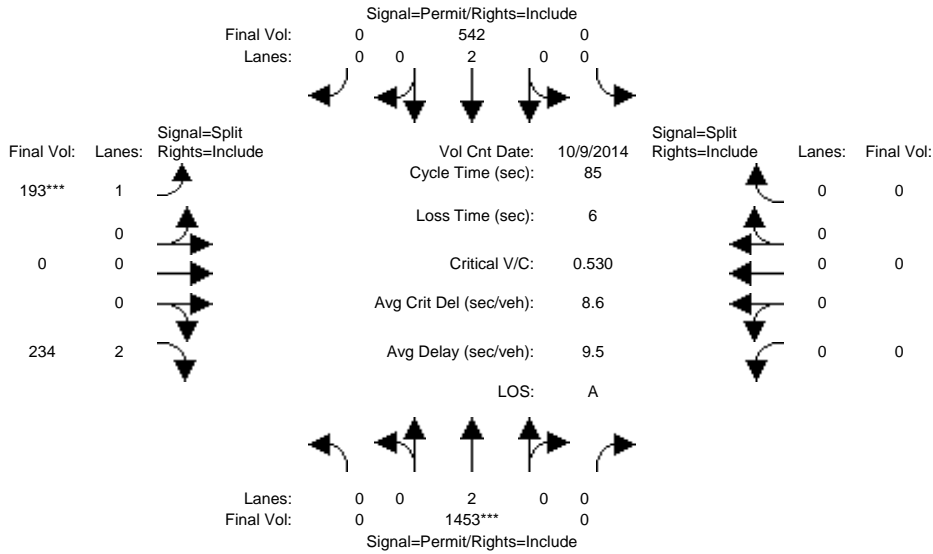 Signal=Permit/Rights=Include
Final Vol: 0 542 0
Lanes: 0 0 2 0 0
Signal=Split
Final Vol: Lanes: Rights=Include
Vol Cnt Date: 10/9/2014
Signal=Split
Rights=Include Lanes: Final Vol:
Cycle Time (sec): 85
193*** 1 0 0
Loss Time (sec): 6
0 0
0 0 Critical V/C: 0.530 0 0
0 Avg Crit Del (sec/veh): 8.6 0
234 2 Avg Delay (sec/veh): 9.5 0 0
LOS: A
Lanes: 0 0 2 0 0
Final Vol: 0 1453*** 0
Signal=Permit/Rights=Include